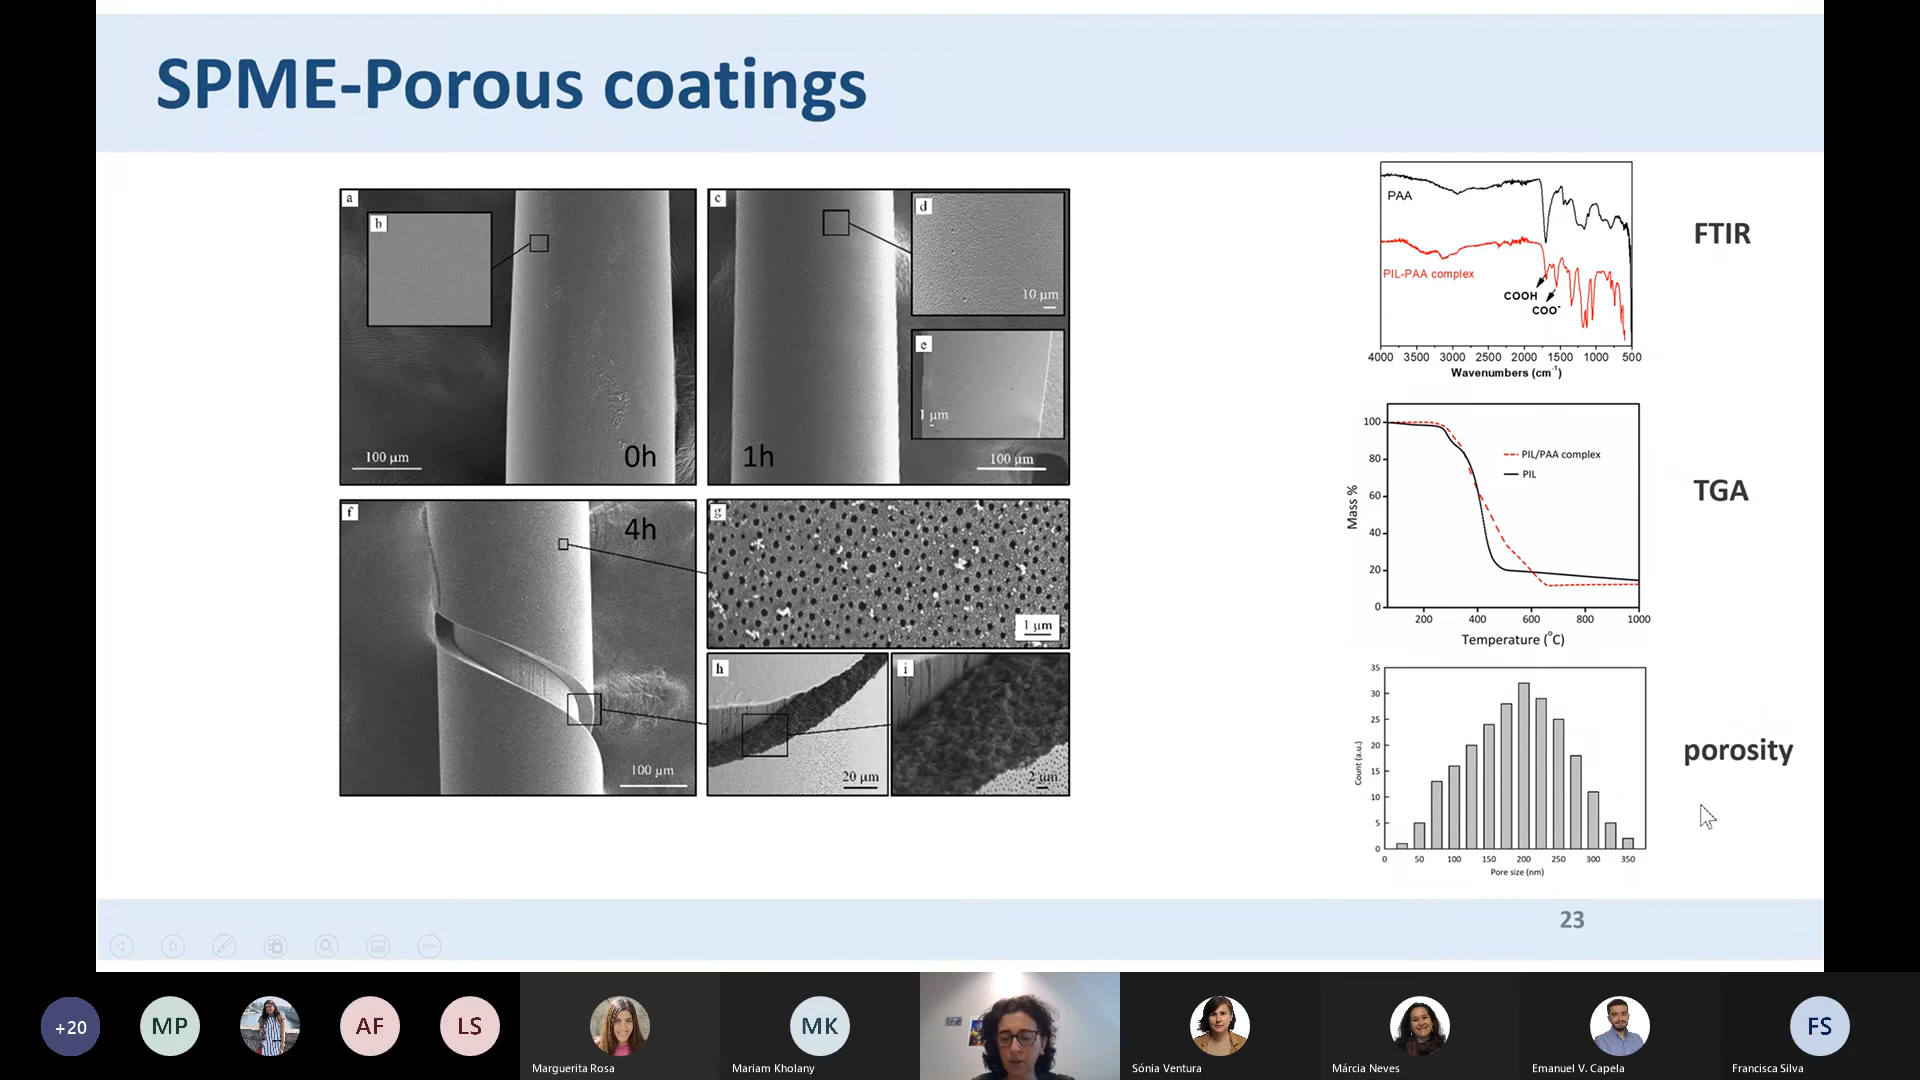 SPME-Porous coatings
a
b
0h
100 µm
c
d
10 µm
e
1 µm
1h
100 µm
f
4h
100 µm
g
1 µm
h
20 µm
i
2 µm
PAA
PIL-PAA complex
COOH
COO-
4000 3500 3000 2500 2000 1500 1000 500
Wavenumbers (cm-1)
FTIR
100
80
60
40
20
0
Mass %
PIL/PAA complex
PIL
200 400 600 800 1000
Temperature (°C)
TGA
35
30
25
20
15
10
5
0
Count (a.u.)
0 50 100 150 200 250 300 350
Pore size (nm)
porosity
23
+20
MP
AF
LS
Marguerita Rosa
MK
Mariam Kholany
Sónia Ventura
Márcia Neves
Emanuel V. Capela
FS
Francisca Silva